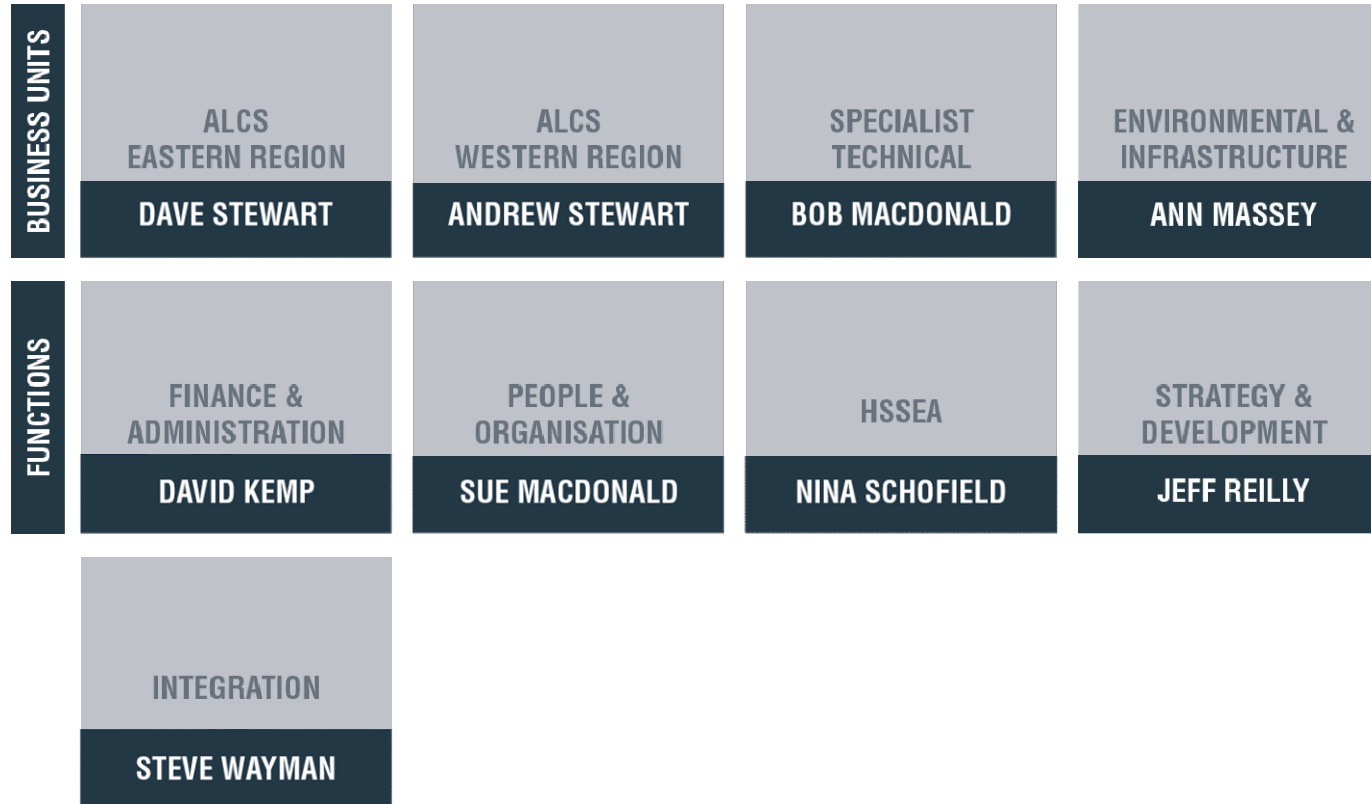 BUSINESS UNITS
ALCS
EASTERN REGION
DAVE STEWART
ALCS
WESTERN REGION
ANDREW STEWART
SPECIALIST
TECHNICAL
BOB MACDONALD
ENVIRONMENTAL &
INFRASTRUCTURE
ANN MASSEY
FUNCTIONS
FINANCE &
ADMINISTRATION
DAVID KEMP
PEOPLE &
ORGANISATION
SUE MACDONALD
HSSEA
NINA SCHOFIELD
STRATEGY &
DEVELOPMENT
JEFF REILLY
INTEGRATION
STEVE WAYMAN